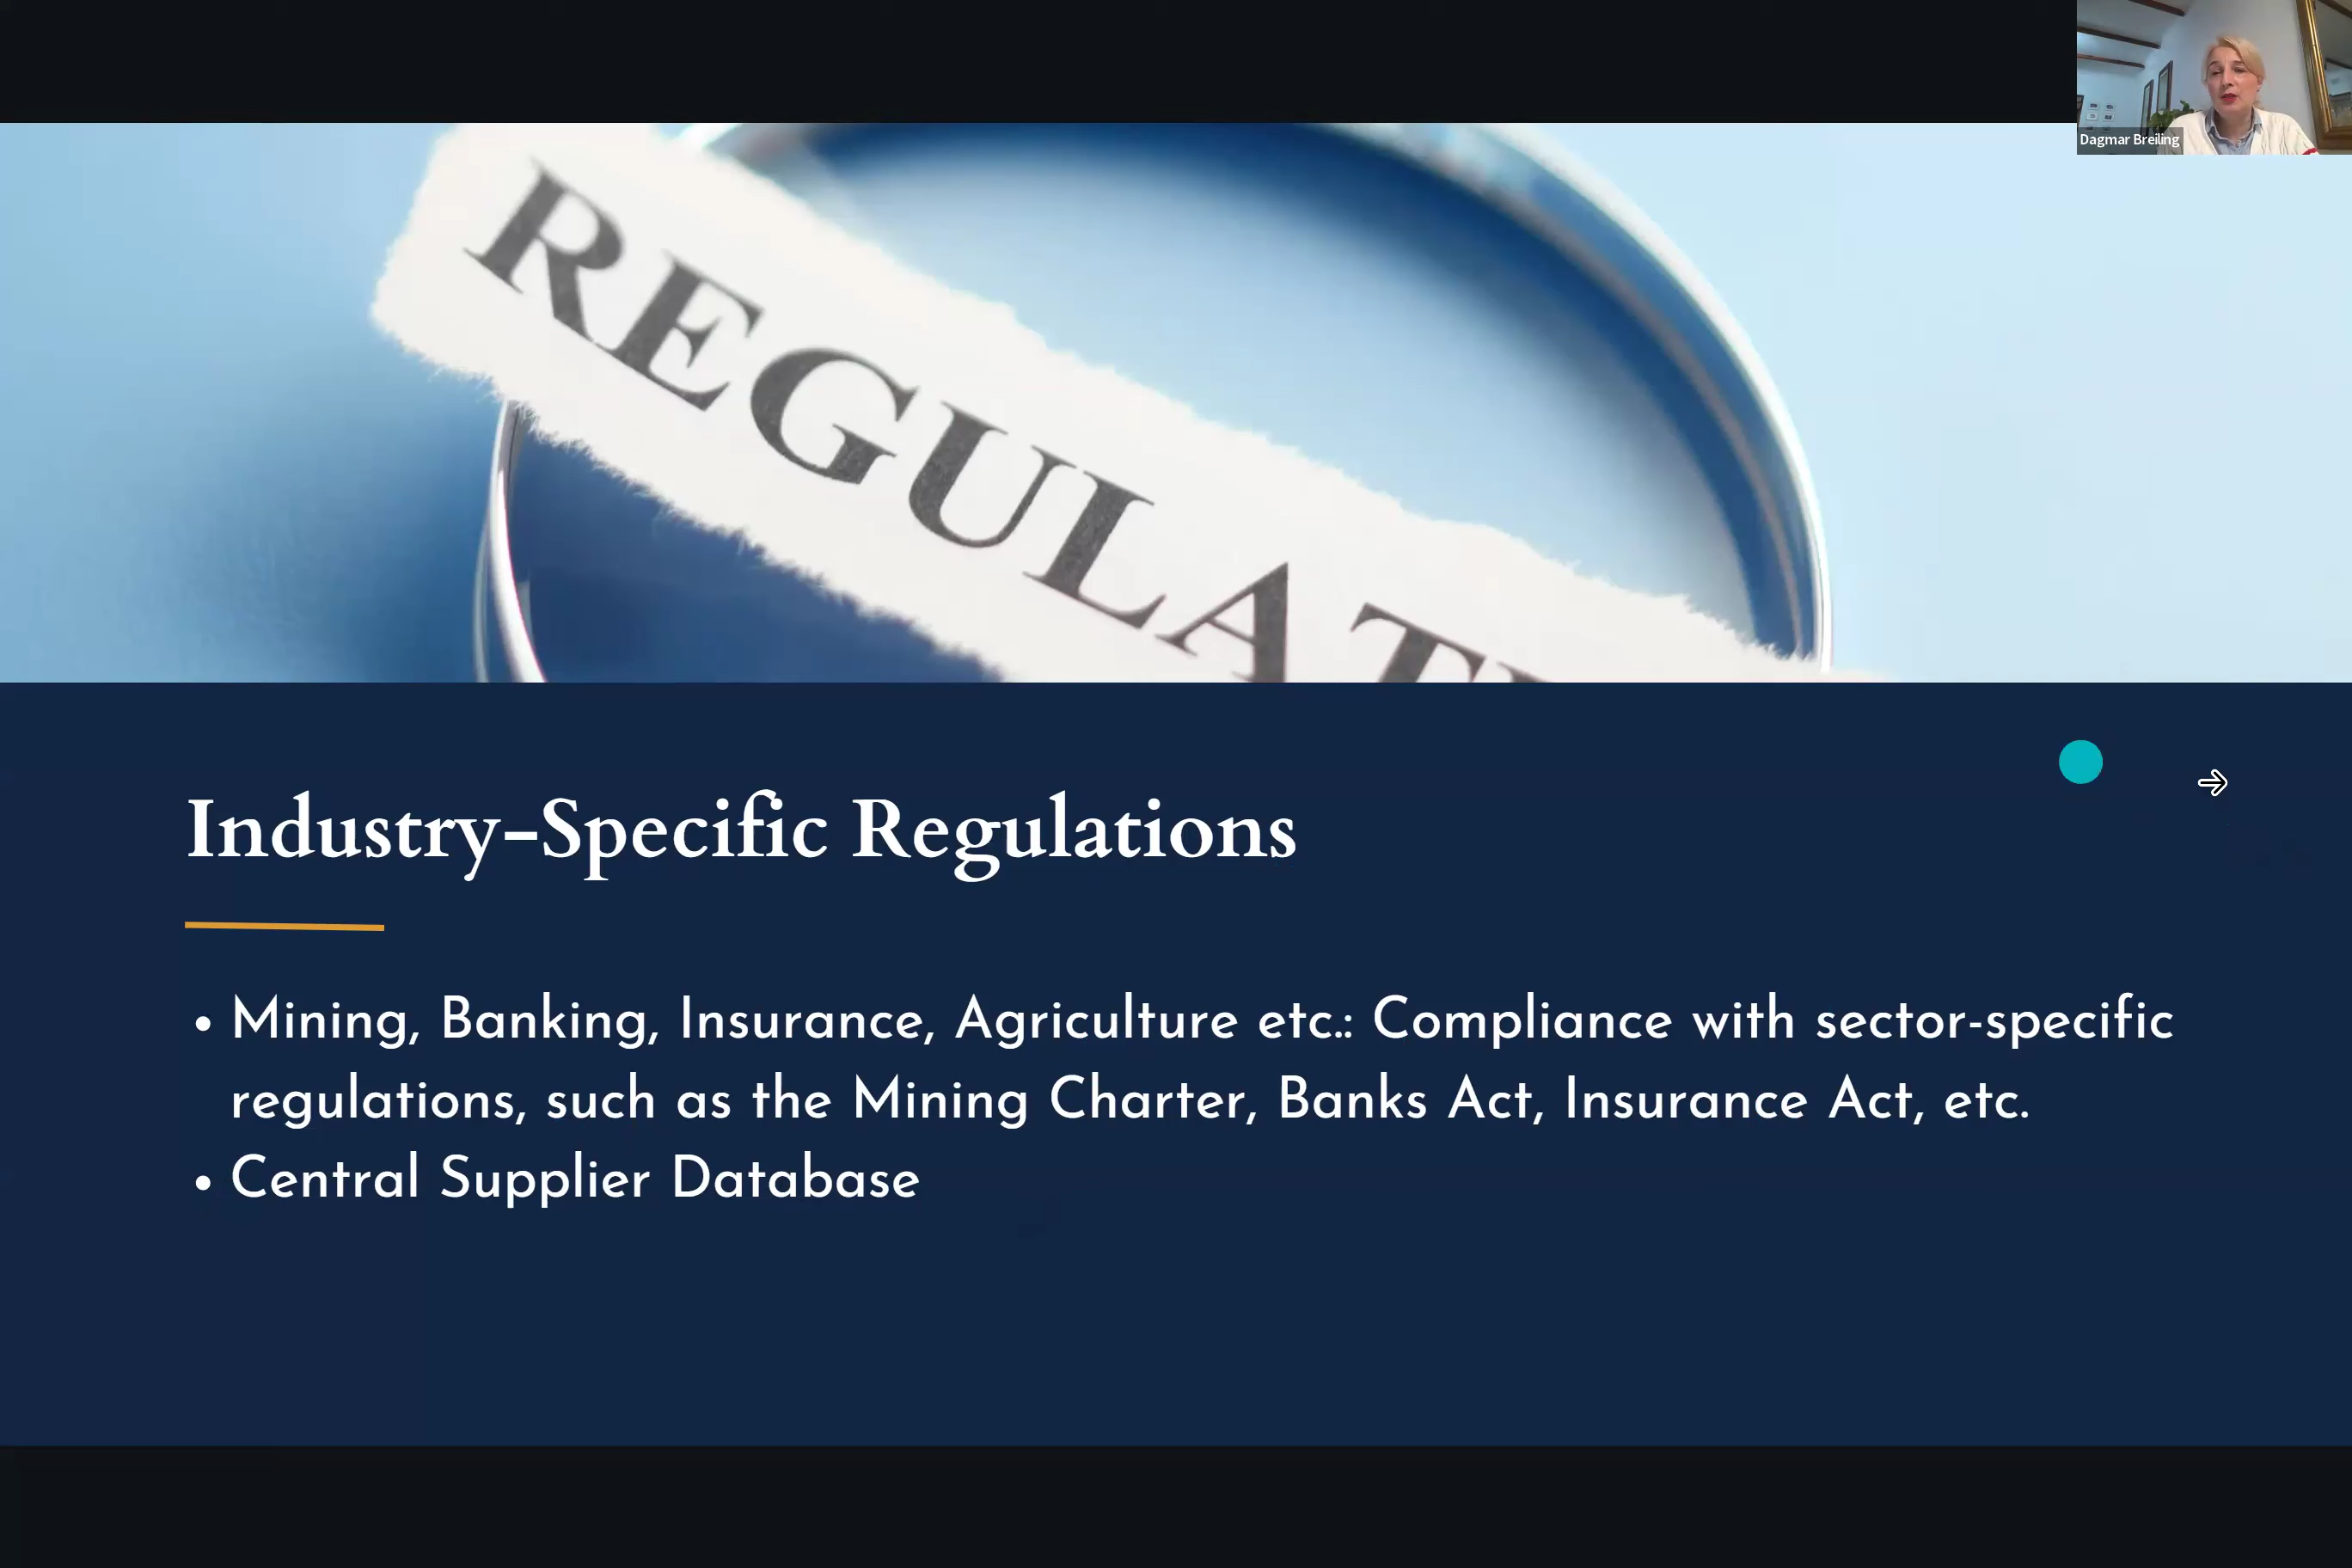 Dagmar Breiling
REGULAT
Industry-Specific Regulations
• Mining, Banking, Insurance, Agriculture etc.: Compliance with sector-specific
regulations, such as the Mining Charter, Banks Act, Insurance Act, etc.
• Central Supplier Database